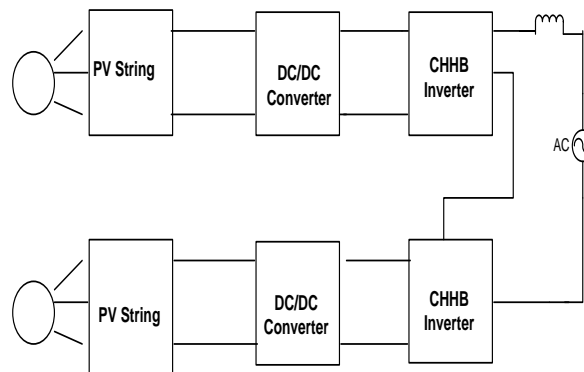 PV String
DC/DC
Converter
CHHB
Inverter
AC
PV String
DC/DC
Converter
CHHB
Inverter